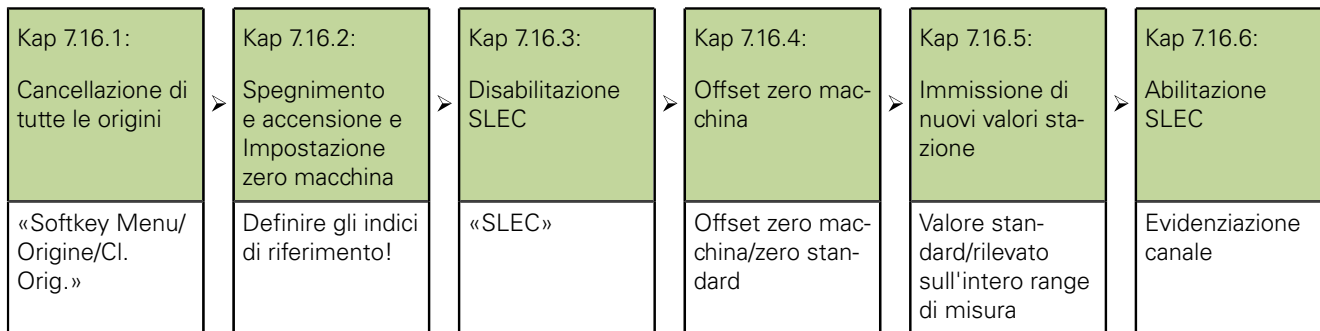 Kap 7.16.1:
Cancellazione di
tutte le origini
«Softkey Menu/
Origine/Cl.
Orig.»
Kap 7.16.2:
Spegnimento
e accensione e
Impostazione
zero macchina
Definire gli indici
di riferimento!
Kap 7.16.3:
Disabilitazione
SLEC
«SLEC»
Kap 7.16.4:
Offset zero mac-
china
Offset zero mac-
china/zero stan-
dard
Kap 7.16.5:
Immissione di
nuovi valori sta-
zione
Valore stan-
dard/rilevato
sull'intero range
di misura
Kap 7.16.6:
Abilitazione
SLEC
Evidenziazione
canale